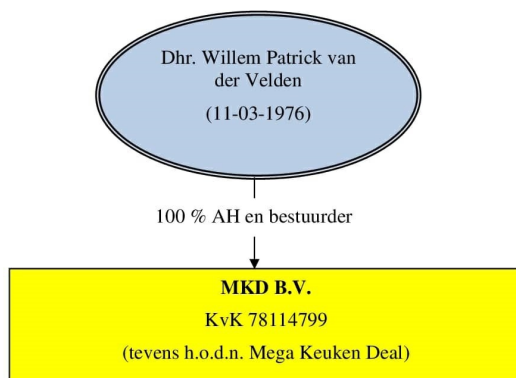 Dhr. Willem Patrick van
der Velden
(11-03-1976)
100 % AH en bestuurder
MKD B.V.
KvK 78114799
(tevens h.o.d.n. Mega Keuken Deal)